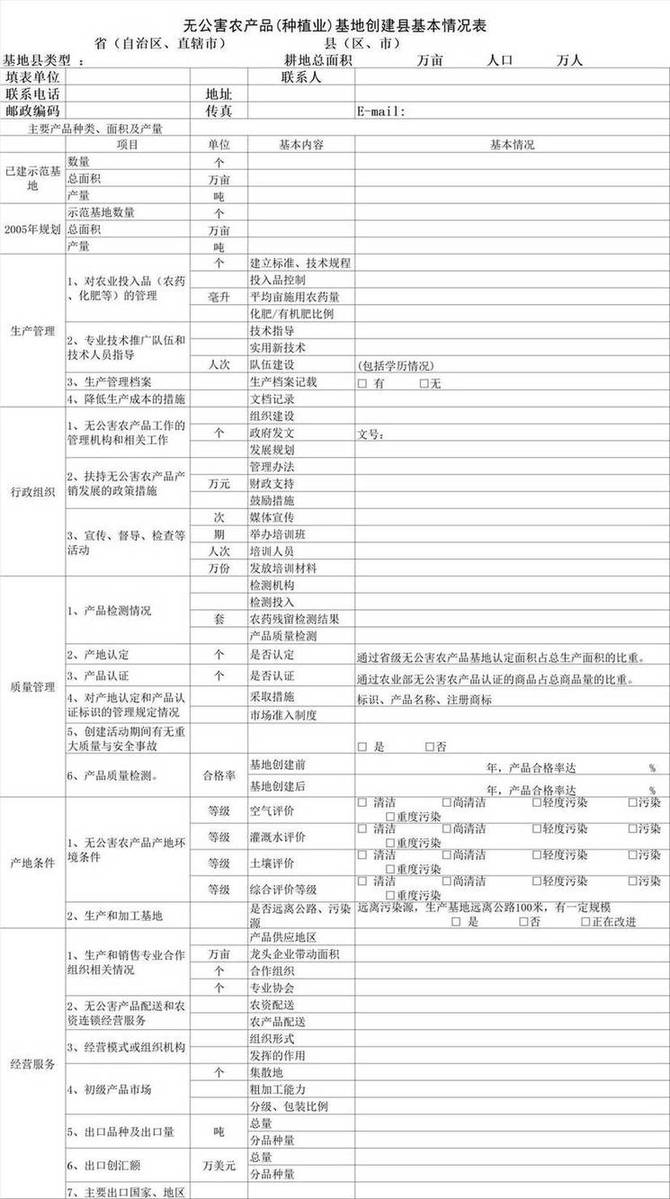 无公害农产品(种植业)基地创建县基本情况表
省（自治区、直辖市） 县（区、市）
基地县类型 ： 耕地总面积 万亩 人口 万人
填表单位 联系人
联系电话 地址
邮政编码 传真 E-mail:
主要产品种类、面积及产量
项目 单位 基本内容 基本情况
已建示范基地
数量 个
总面积 万亩
产量 吨
2005年规划
示范基地数量 个
总面积 万亩
产量 吨
生产管理
1、对农业投入品（农药、化肥等）的管理
个 建立标准、技术规程
投入品控制
毫升 平均亩施用农药量
化肥/有机肥比例
2、专业技术推广队伍和技术人员指导
技术指导
实用新技术
人次 队伍建设 (包括学历情况)
3、生产管理档案 生产档案记载 □ 有 □无
4、降低生产成本的措施 文档记录
行政组织
1、无公害农产品工作的管理机构和相关工作
组织建设
个 政府发文 文号:
发展规划
2、扶持无公害农产品产销发展的政策措施
管理办法
万元 财政支持
鼓励措施
3、宣传、督导、检查等活动
次 媒体宣传
期 举办培训班
人次 培训人员
万份 发放培训材料
质量管理
1、产品检测情况
检测机构
检测投入
套 农药残留检测结果
产品质量检测
2、产地认定 个 是否认定 通过省级无公害农产品基地认定面积占总生产面积的比重。
3、产品认证 个 是否认证 通过农业部无公害农产品认证的商品占总商品量的比重。
4、对产地认定和产品认证标识的管理规定情况
采取措施 标识、产品名称、注册商标
市场准入制度
5、创建活动期间有无重大质量与安全事故 □ 是 □否
6、产品质量检测。 合格率
基地创建前 年，产品合格率达 %
基地创建后 年，产品合格率达 %
产地条件
1、无公害农产品产地环境条件
等级 空气评价 □ 清洁 □尚清洁 □轻度污染 □污染
□重度污染
等级 灌溉水评价 □ 清洁 □尚清洁 □轻度污染 □污染
□重度污染
等级 土壤评价 □ 清洁 □尚清洁 □轻度污染 □污染
□重度污染
等级 综合评价等级 □ 清洁 □尚清洁 □轻度污染 □污染
□重度污染
2、生产和加工基地 是否远离公路、污染源 远离污染源，生产基地远离公路100米，有一定规模
□ 是 □否 □正在改进
经营服务
1、生产和销售专业合作组织相关情况
产品供应地区
万亩 龙头企业带动面积
个 合作组织
个 专业协会
2、无公害产品配送和农资连锁经营服务
农资配送
农产品配送
3、经营模式或组织机构
组织形式
发挥的作用
4、初级产品市场
个 集散地
粗加工能力
分级、包装比例
5、出口品种及出口量 吨
总量
分品种量
6、出口创汇额 万美元
总量
分品种量
7、主要出口国家、地区